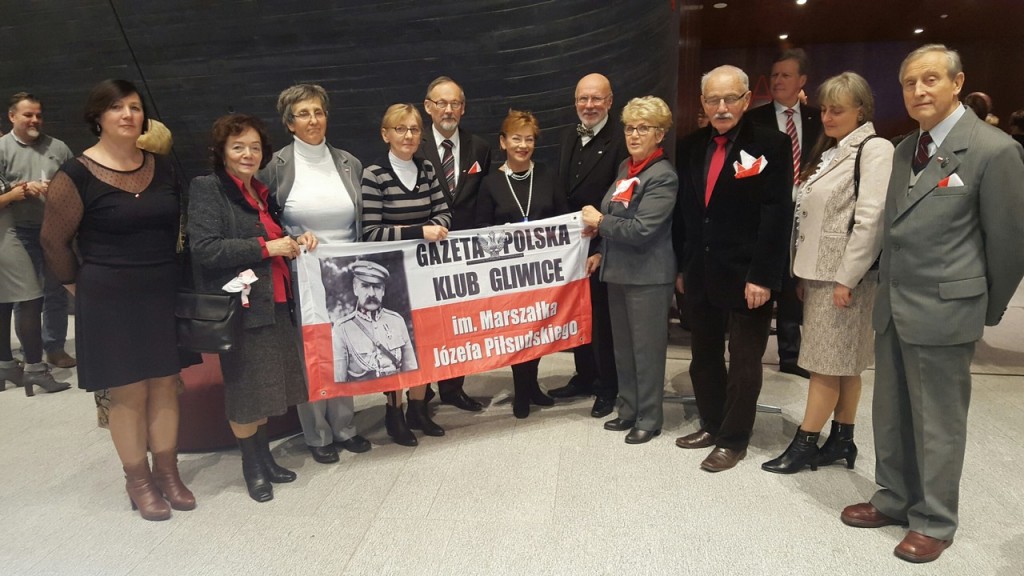 GAZETA POLSKA
KLUB GLIWICE
im. Marszałka
Józefa Piłsudskiego